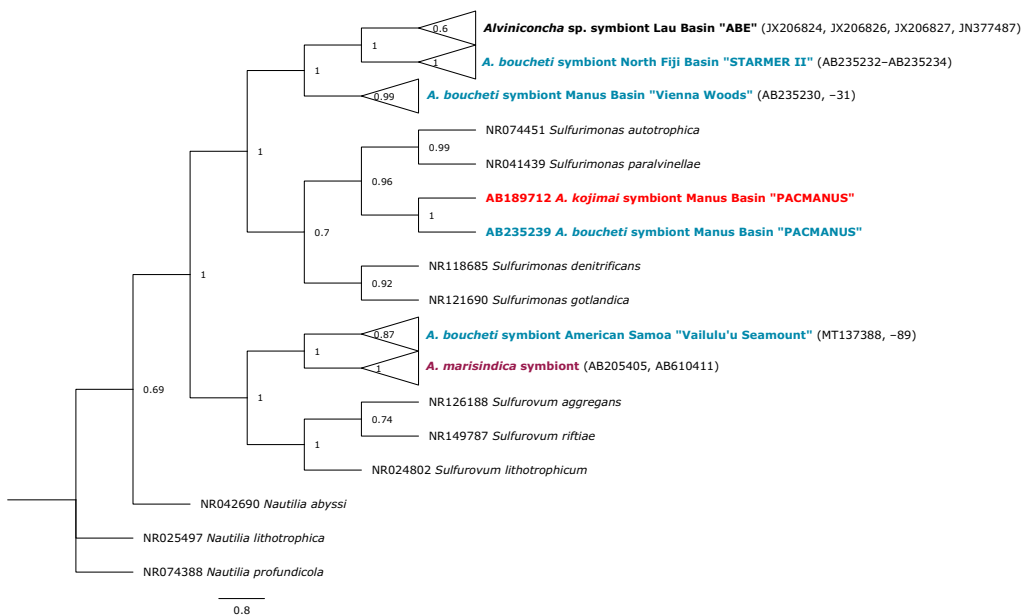 Alviniconcha sp. symbiont Lau Basin "ABE" (JX206824, JX206826, JX206827, JN377487)
0.6
1
A. boucheti symbiont North Fiji Basin "STARMER II" (AB235232–AB235234)
1
1
A. boucheti symbiont Manus Basin "Vienna Woods" (AB235230, –31)
0.99
NR074451 Sulfurimonas autotrophica
0.99
1
NR041439 Sulfurimonas paralvinellae
0.96
AB189712 A. kojimai symbiont Manus Basin "PACMANUS"
1
0.7
AB235239 A. boucheti symbiont Manus Basin "PACMANUS"
NR118685 Sulfurimonas denitrificans
1
0.92
NR121690 Sulfurimonas gotlandica
A. boucheti symbiont American Samoa "Vailulu'u Seamount" (MT137388, –89)
0.87
1
A. marisindica symbiont (AB205405, AB610411)
1
0.69
1
NR126188 Sulfurovum aggregans
0.74
NR149787 Sulfurovum riftiae
1
NR024802 Sulfurovum lithotrophicum
NR042690 Nautilia abyssi
NR025497 Nautilia lithotrophica
NR074388 Nautilia profundicola
0.8